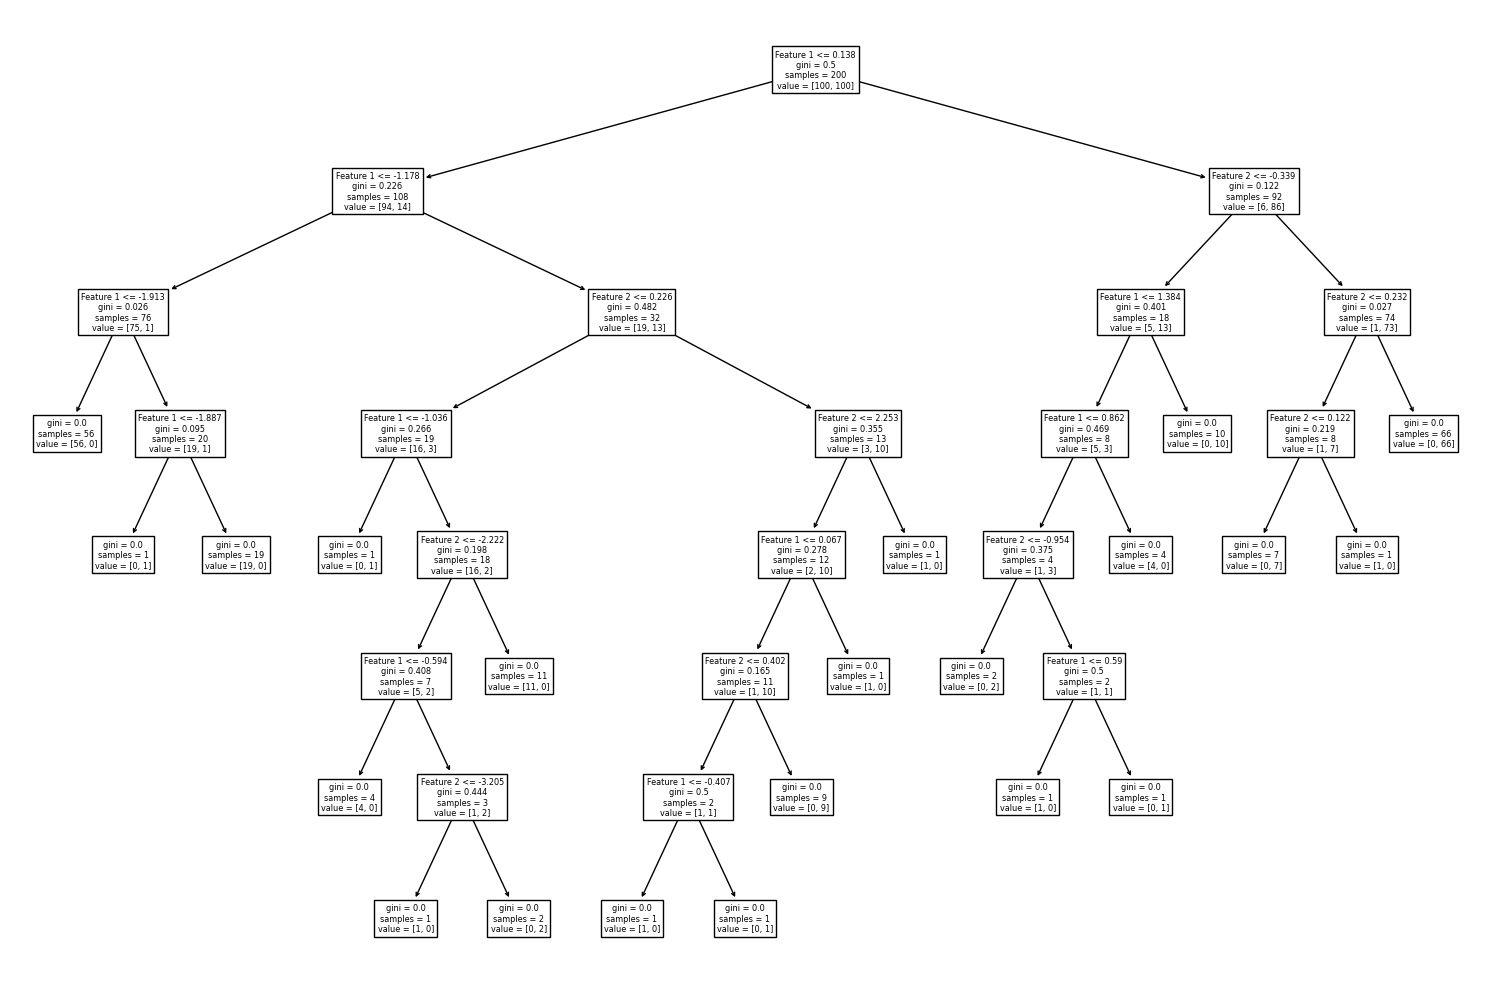 Feature 1 <= 0.138
gini = 0.5
samples = 200
value = [100, 100]
Feature 1 <= -1.178
gini = 0.226
samples = 108
value = [94, 14]
Feature 2 <= -0.339
gini = 0.122
samples = 92
value = [6, 86]
Feature 1 <= -1.913
gini = 0.026
samples = 76
value = [75, 1]
Feature 2 <= 0.226
gini = 0.482
samples = 32
value = [19, 13]
Feature 1 <= 1.384
gini = 0.401
samples = 18
value = [5, 13]
Feature 2 <= 0.232
gini = 0.027
samples = 74
value = [1, 73]
gini = 0.0
samples = 56
value = [56, 0]
Feature 1 <= -1.887
gini = 0.095
samples = 20
value = [19, 1]
Feature 1 <= -1.036
gini = 0.266
samples = 19
value = [16, 3]
Feature 2 <= 2.253
gini = 0.355
samples = 13
value = [3, 10]
Feature 1 <= 0.862
gini = 0.469
samples = 8
value = [5, 3]
gini = 0.0
samples = 10
value = [0, 10]
Feature 2 <= 0.122
gini = 0.219
samples = 8
value = [1, 7]
gini = 0.0
samples = 66
value = [0, 66]
gini = 0.0
samples = 1
value = [0, 1]
gini = 0.0
samples = 19
value = [19, 0]
gini = 0.0
samples = 1
value = [0, 1]
Feature 2 <= -2.222
gini = 0.198
samples = 18
value = [16, 2]
Feature 1 <= 0.067
gini = 0.278
samples = 12
value = [2, 10]
gini = 0.0
samples = 1
value = [1, 0]
Feature 2 <= -0.954
gini = 0.375
samples = 4
value = [1, 3]
gini = 0.0
samples = 4
value = [4, 0]
gini = 0.0
samples = 7
value = [0, 7]
gini = 0.0
samples = 1
value = [1, 0]
Feature 1 <= -0.594
gini = 0.408
samples = 7
value = [5, 2]
gini = 0.0
samples = 11
value = [11, 0]
Feature 2 <= 0.402
gini = 0.165
samples = 11
value = [1, 10]
gini = 0.0
samples = 1
value = [1, 0]
gini = 0.0
samples = 2
value = [0, 2]
Feature 1 <= 0.59
gini = 0.5
samples = 2
value = [1, 1]
gini = 0.0
samples = 4
value = [4, 0]
Feature 2 <= -3.205
gini = 0.444
samples = 3
value = [1, 2]
Feature 1 <= -0.407
gini = 0.5
samples = 2
value = [1, 1]
gini = 0.0
samples = 9
value = [0, 9]
gini = 0.0
samples = 1
value = [1, 0]
gini = 0.0
samples = 1
value = [0, 1]
gini = 0.0
samples = 1
value = [1, 0]
gini = 0.0
samples = 2
value = [0, 2]
gini = 0.0
samples = 1
value = [1, 0]
gini = 0.0
samples = 1
value = [0, 1]